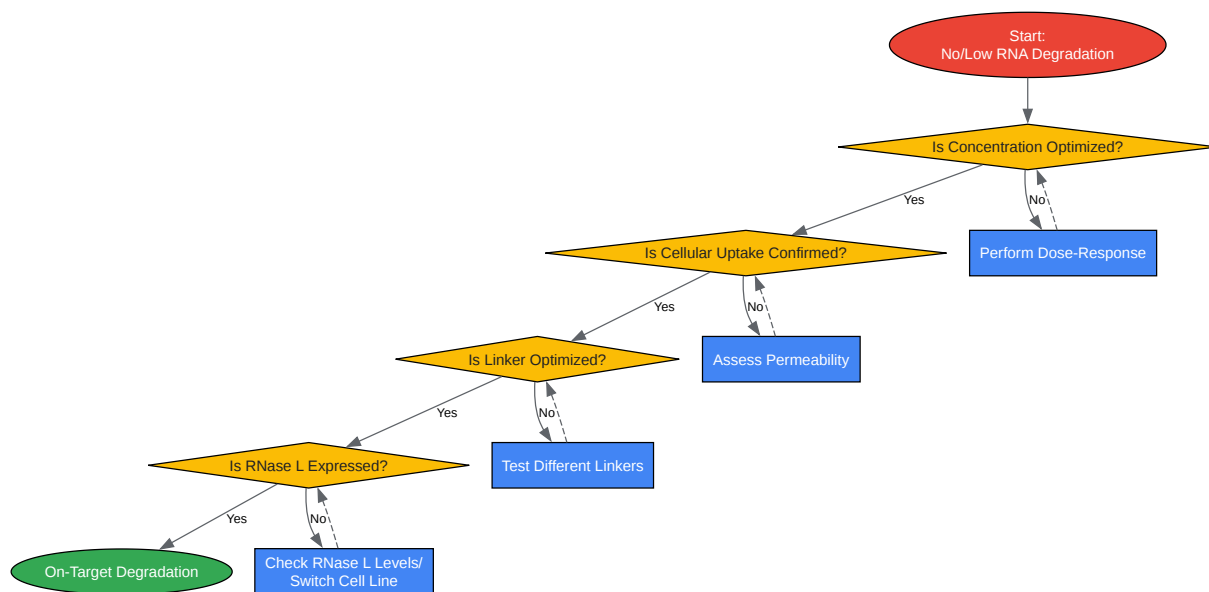 Start:
No/Low RNA Degradation
Is Concentration Optimized?
Yes
No
Is Cellular Uptake Confirmed?
Perform Dose-Response
Yes
No
Is Linker Optimized?
Assess Permeability
Yes
No
Is RNase L Expressed?
Test Different Linkers
Yes
No
On-Target Degradation
Check RNase L Levels/
Switch Cell Line